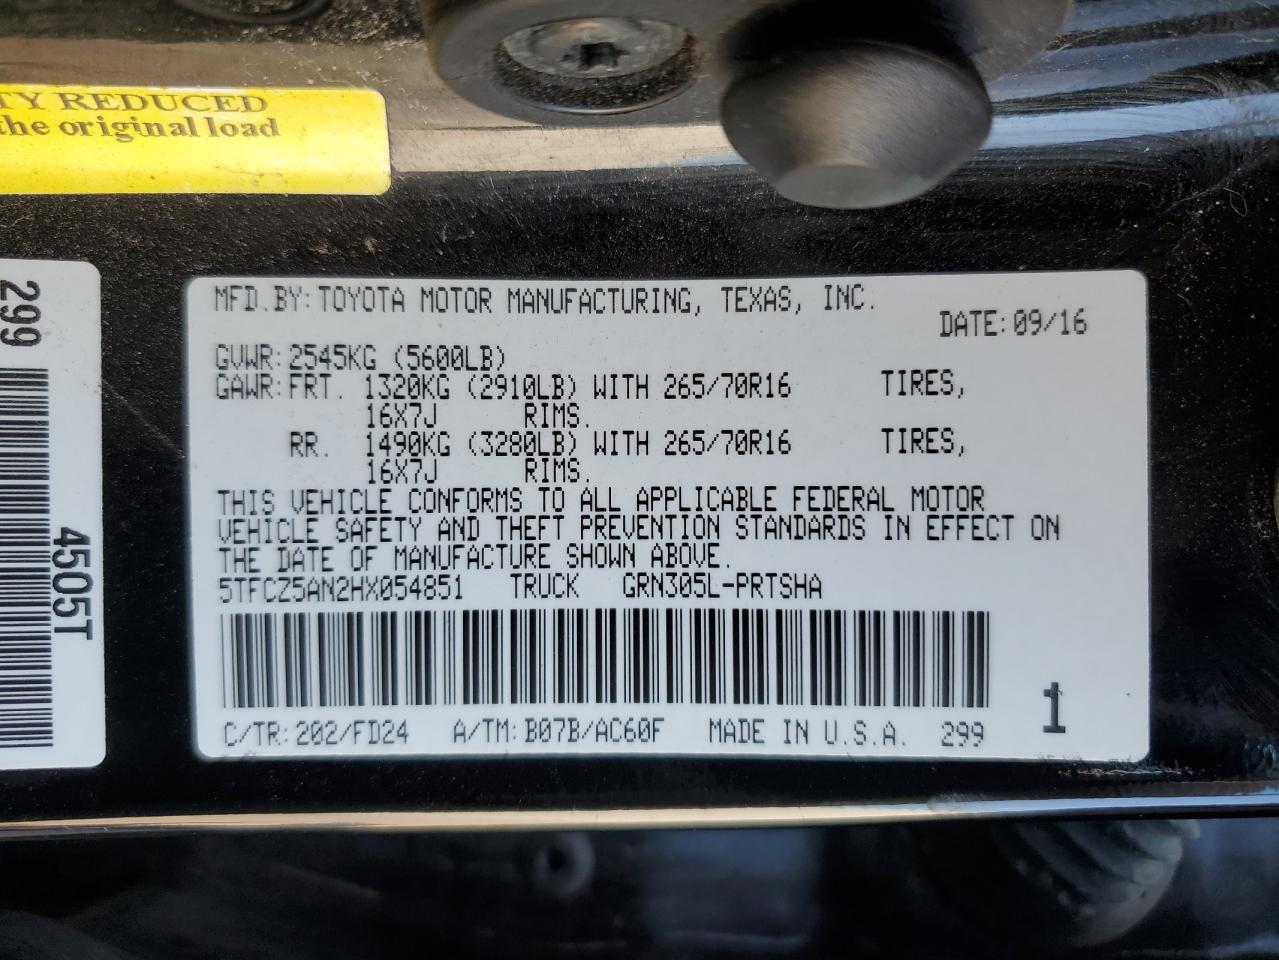 TY REDUCED
the original load
299
4505T
MFD.BY:TOYOTA MOTOR MANUFACTURING, TEXAS, INC.
DATE:09/16
GVWR:2545KG (5600LB)
GAWR:FRT. 1320KG (2910LB) WITH 265/70R16 TIRES,
16X7J RIMS.
RR. 1490KG (3280LB) WITH 265/70R16 TIRES,
16X7J RIMS.
THIS VEHICLE CONFORMS TO ALL APPLICABLE FEDERAL MOTOR
VEHICLE SAFETY AND THEFT PREVENTION STANDARDS IN EFFECT ON
THE DATE OF MANUFACTURE SHOWN ABOVE.
5TFCZ5AN2HX054851 TRUCK GRN305L-PRTSHA
C/TR:202/FD24 A/TM:B07B/AC60F MADE IN U.S.A. 299
1